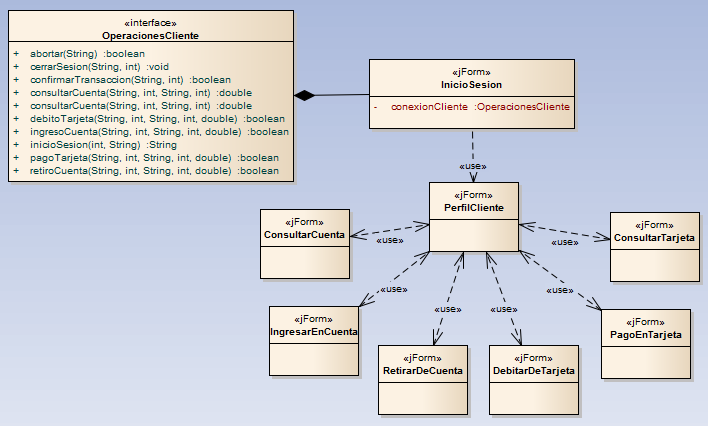 «interface»
OperacionesCliente
+ abortar(String) :boolean
+ cerrarSesion(String, int) :void
+ confirmarTransaccion(String, int) :boolean
+ consultarCuenta(String, int, String, int) :double
+ consultarCuenta(String, int, String, int) :double
+ debitoTarjeta(String, int, String, int, double) :boolean
+ ingresoCuenta(String, int, String, int, double) :boolean
+ inicioSesion(int, String) :String
+ pagoTarjeta(String, int, String, int, double) :boolean
+ retiroCuenta(String, int, String, int, double) :boolean
«jForm»
InicioSesion
- conexionCliente :OperacionesCliente
«use»
«jForm»
PerfilCliente
«jForm»
ConsultarCuenta
«use»
«use»
«jForm»
ConsultarTarjeta
«use»
«use»
«use»
«use»
«jForm»
IngresarEnCuenta
«jForm»
RetirarDeCuenta
«jForm»
DebitarDeTarjeta
«jForm»
PagoEnTarjeta